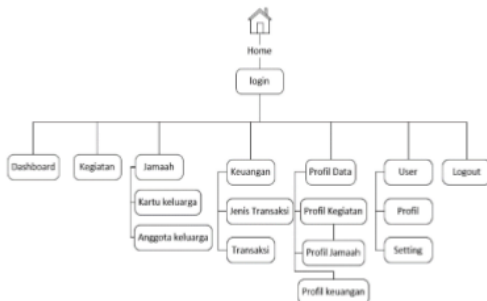 Home
login
Dashboard
Kegiatan
Jamaah
Keuangan
Profil Data
User
Logout
Kartu keluarga
Jenis Transaksi
Profil Kegiatan
Profil
Anggota keluarga
Transaksi
Profil Jamaah
Setting
Profil keuangan